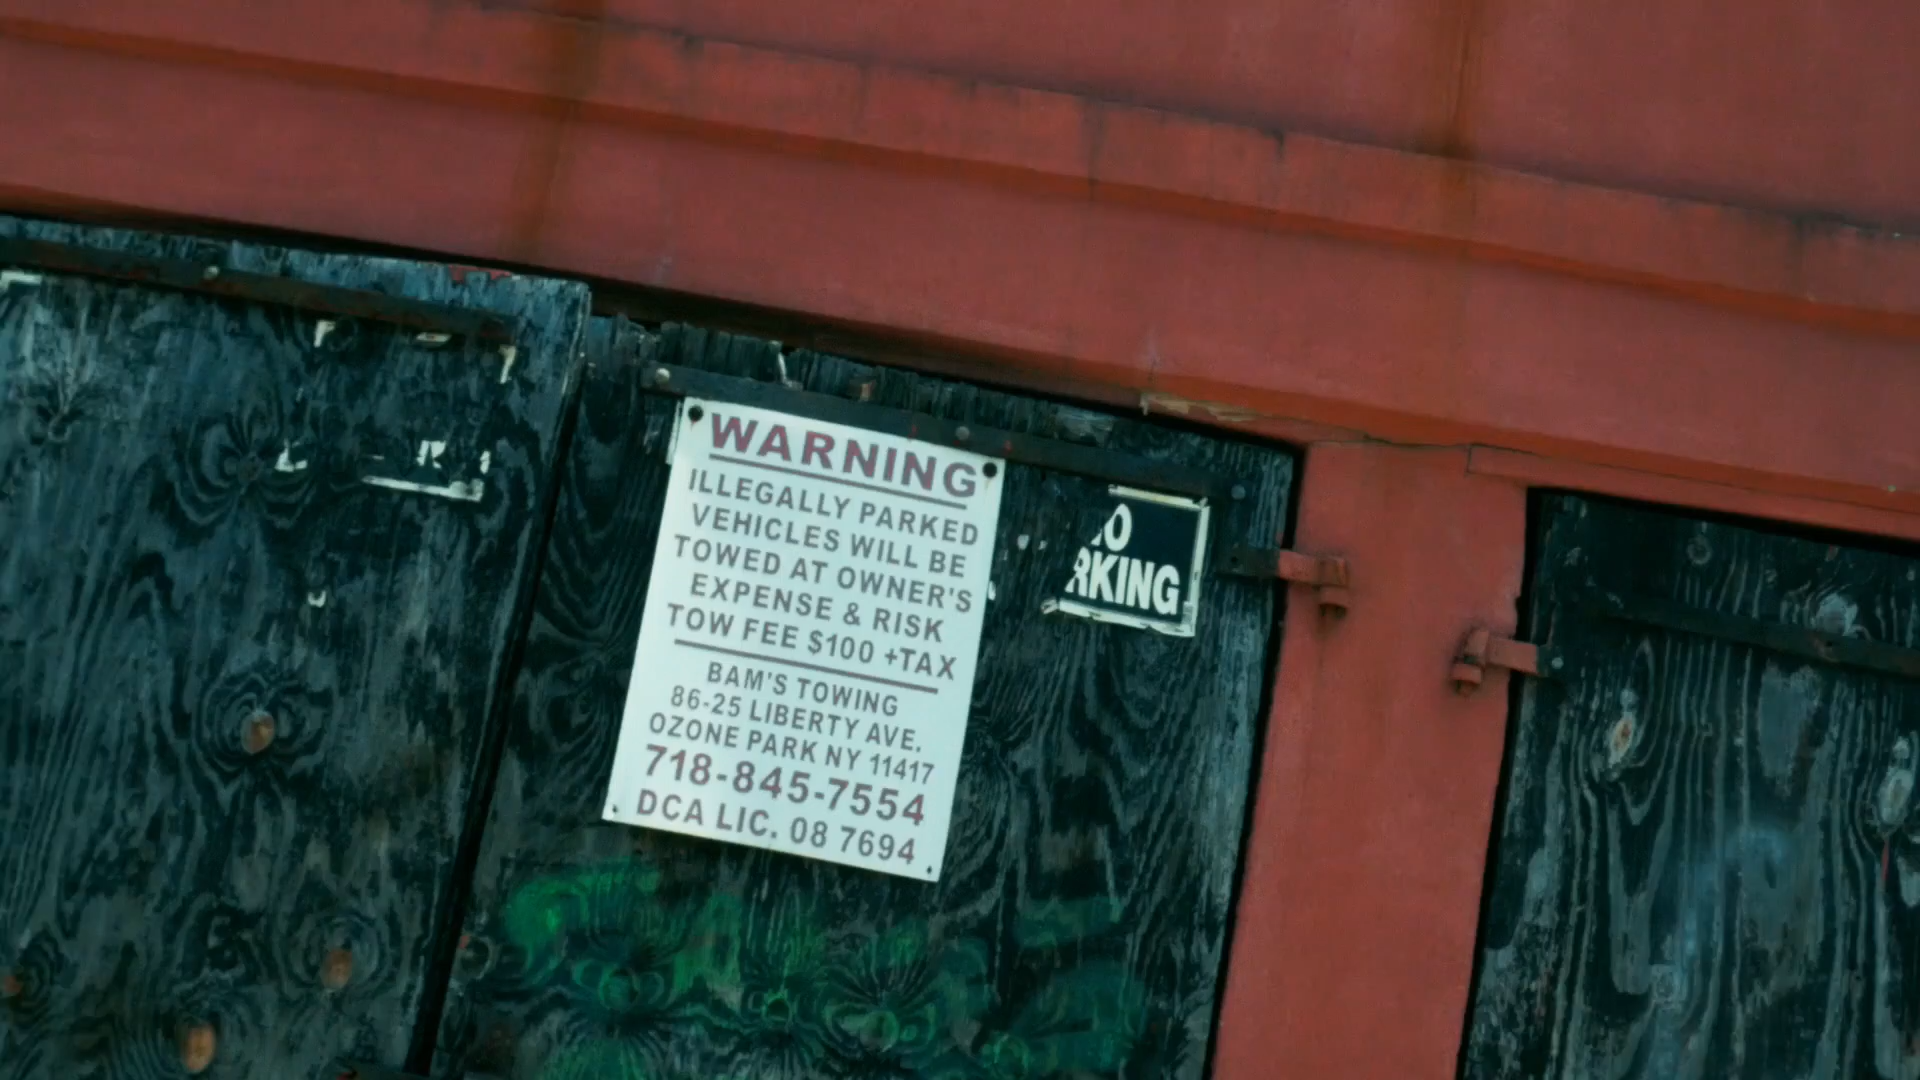 WARNING
ILLEGALLY PARKED
VEHICLES WILL BE
TOWED AT OWNER'S
EXPENSE & RISK
TOW FEE $100 +TAX
BAM'S TOWING
86-25 LIBERTY AVE.
OZONE PARK NY 11417
718-845-7554
DCA LIC. 08 7694
NO
RKING